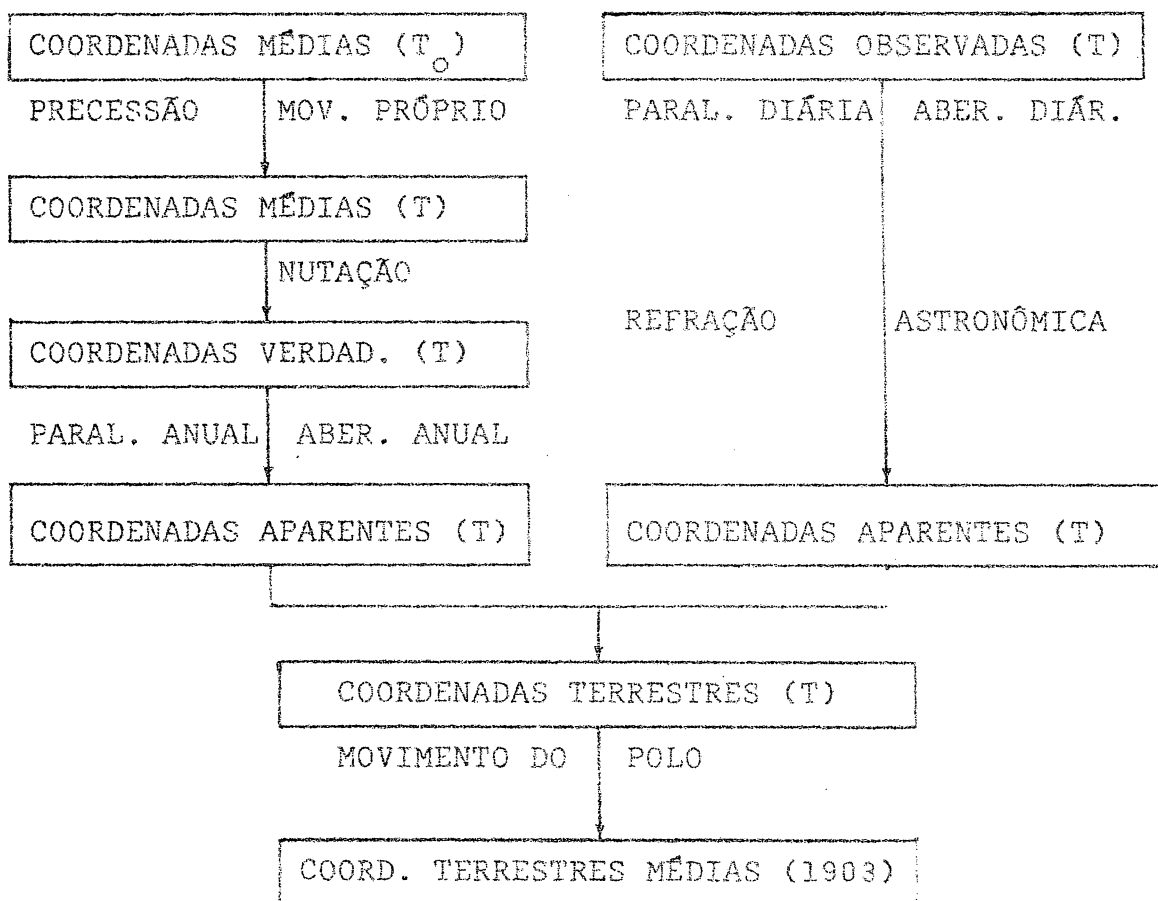 COORDENADAS MÉDIAS (T₀)
PRECESSÃO MOV. PRÓPRIO
COORDENADAS MÉDIAS (T)
NUTAÇÃO
COORDENADAS VERDAD. (T)
PARAL. ANUAL ABER. ANUAL
COORDENADAS APARENTES (T)
COORDENADAS OBSERVADAS (T)
PARAL. DIÁRIA ABER. DIÁR.
REFRAÇÃO ASTRONÔMICA
COORDENADAS APARENTES (T)
COORDENADAS TERRESTRES (T)
MOVIMENTO DO POLO
COORD. TERRESTRES MÉDIAS (1903)